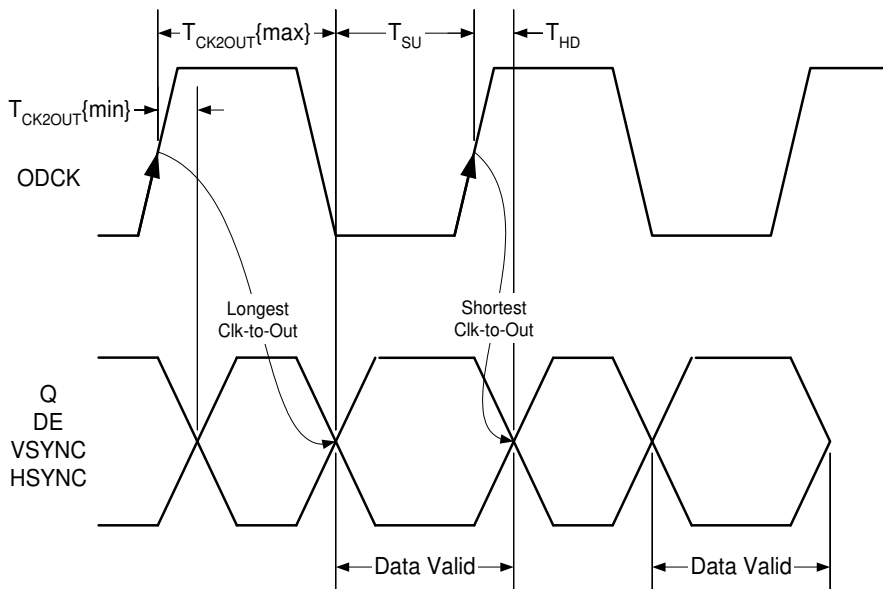 T_CK2OUT{max}
T_SU
T_HD
T_CK2OUT{min}
ODCK
Longest
Clk-to-Out
Shortest
Clk-to-Out
Q
DE
VSYNC
HSYNC
Data Valid
Data Valid